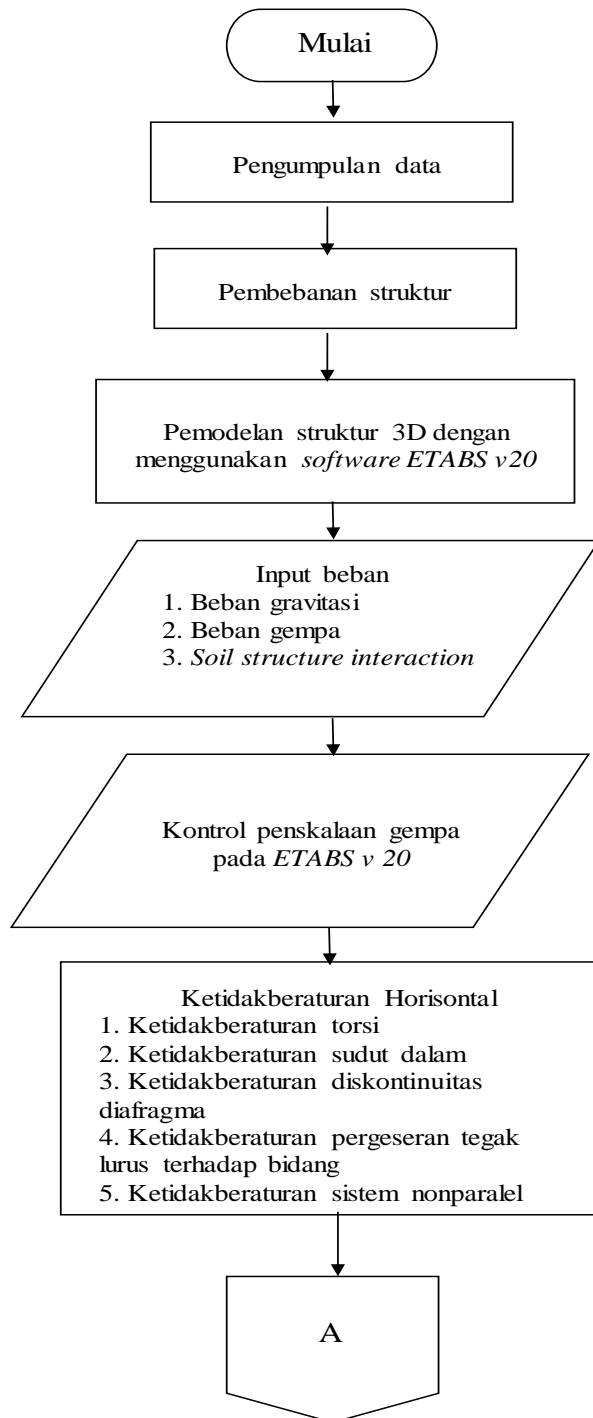 Mulai
Pengumpulan data
Pembebanan struktur
Pemodelan struktur 3D dengan
menggunakan software ETABS v20
Input beban
1. Beban gravitasi
2. Beban gempa
3. Soil structure interaction
Kontrol penskalaan gempa
pada ETABS v 20
Ketidakberaturan Horisontal
1. Ketidakberaturan torsi
2. Ketidakberaturan sudut dalam
3. Ketidakberaturan diskontinuitas
diafragma
4. Ketidakberaturan pergeseran tegak
lurus terhadap bidang
5. Ketidakberaturan sistem nonparalel
A